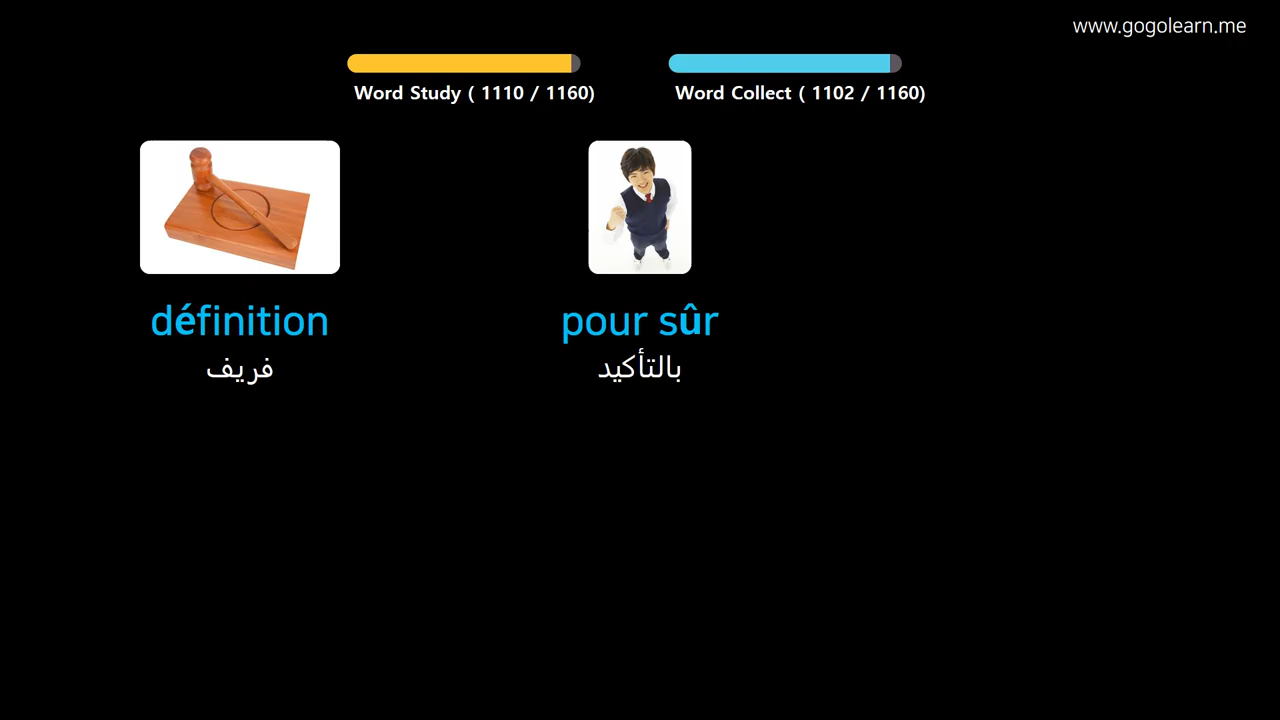 www.gogolearn.me
Word Study ( 1110 / 1160)
Word Collect ( 1102 / 1160)
définition
pour sûr
فريف
بالتأكيد